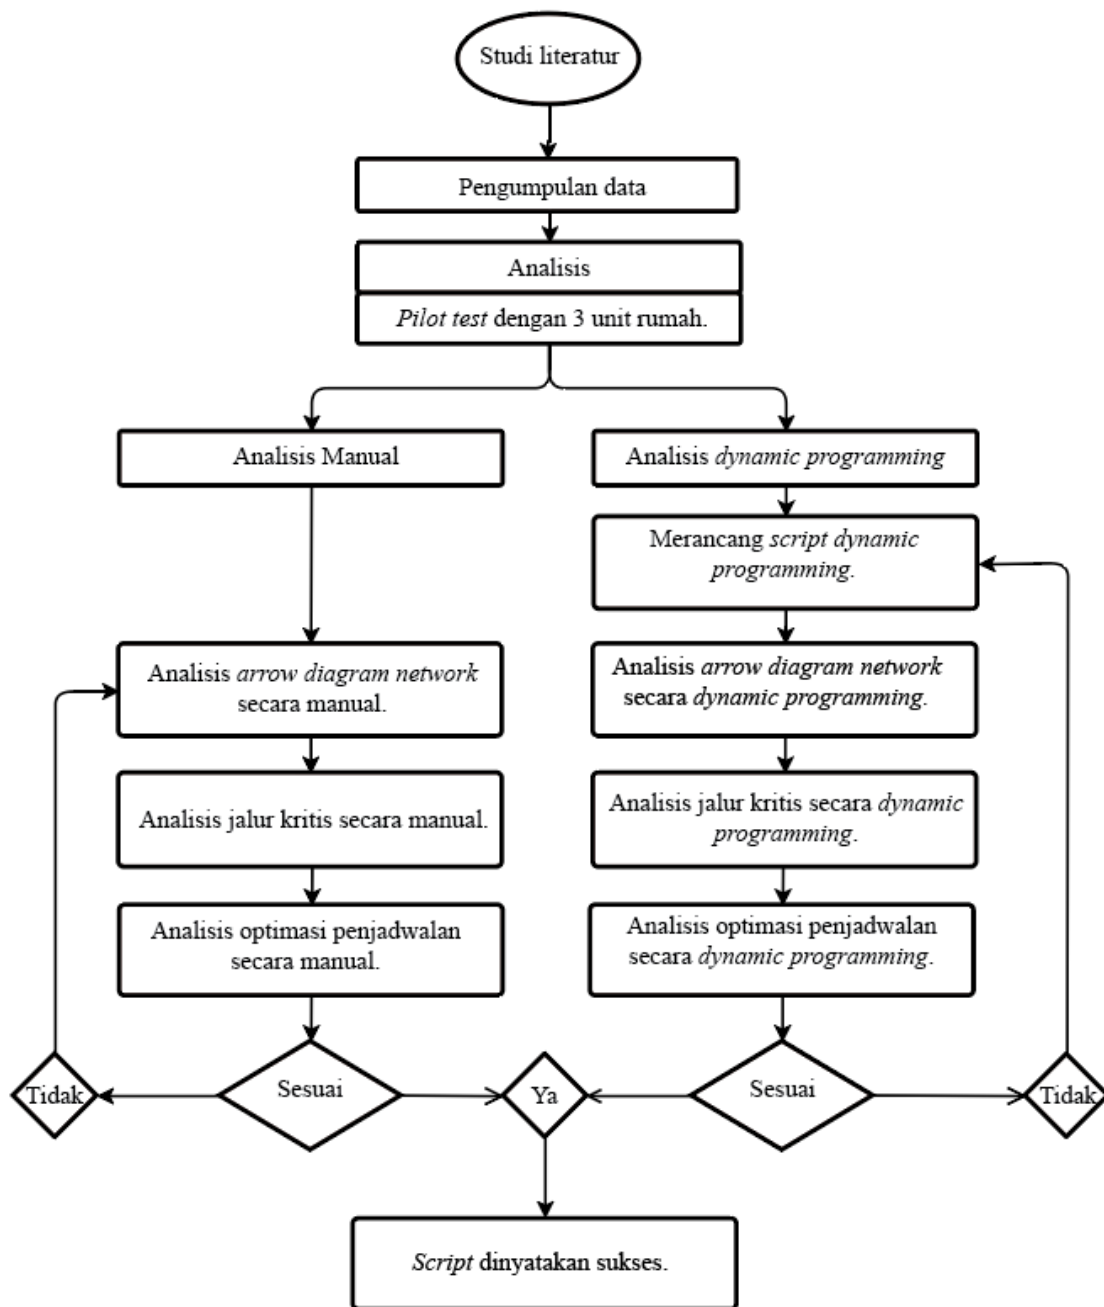 Studi literatur
Pengumpulan data
Analisis
Pilot test dengan 3 unit rumah.
Analisis Manual
Analisis dynamic programming
Merancang script dynamic
programming.
Analisis arrow diagram network
secara manual.
Analisis arrow diagram network
secara dynamic programming.
Analisis jalur kritis secara manual.
Analisis jalur kritis secara dynamic
programming.
Analisis optimasi penjadwalan
secara manual.
Analisis optimasi penjadwalan
secara dynamic programming.
Tidak
Sesuai
Ya
Sesuai
Tidak
Script dinyatakan sukses.